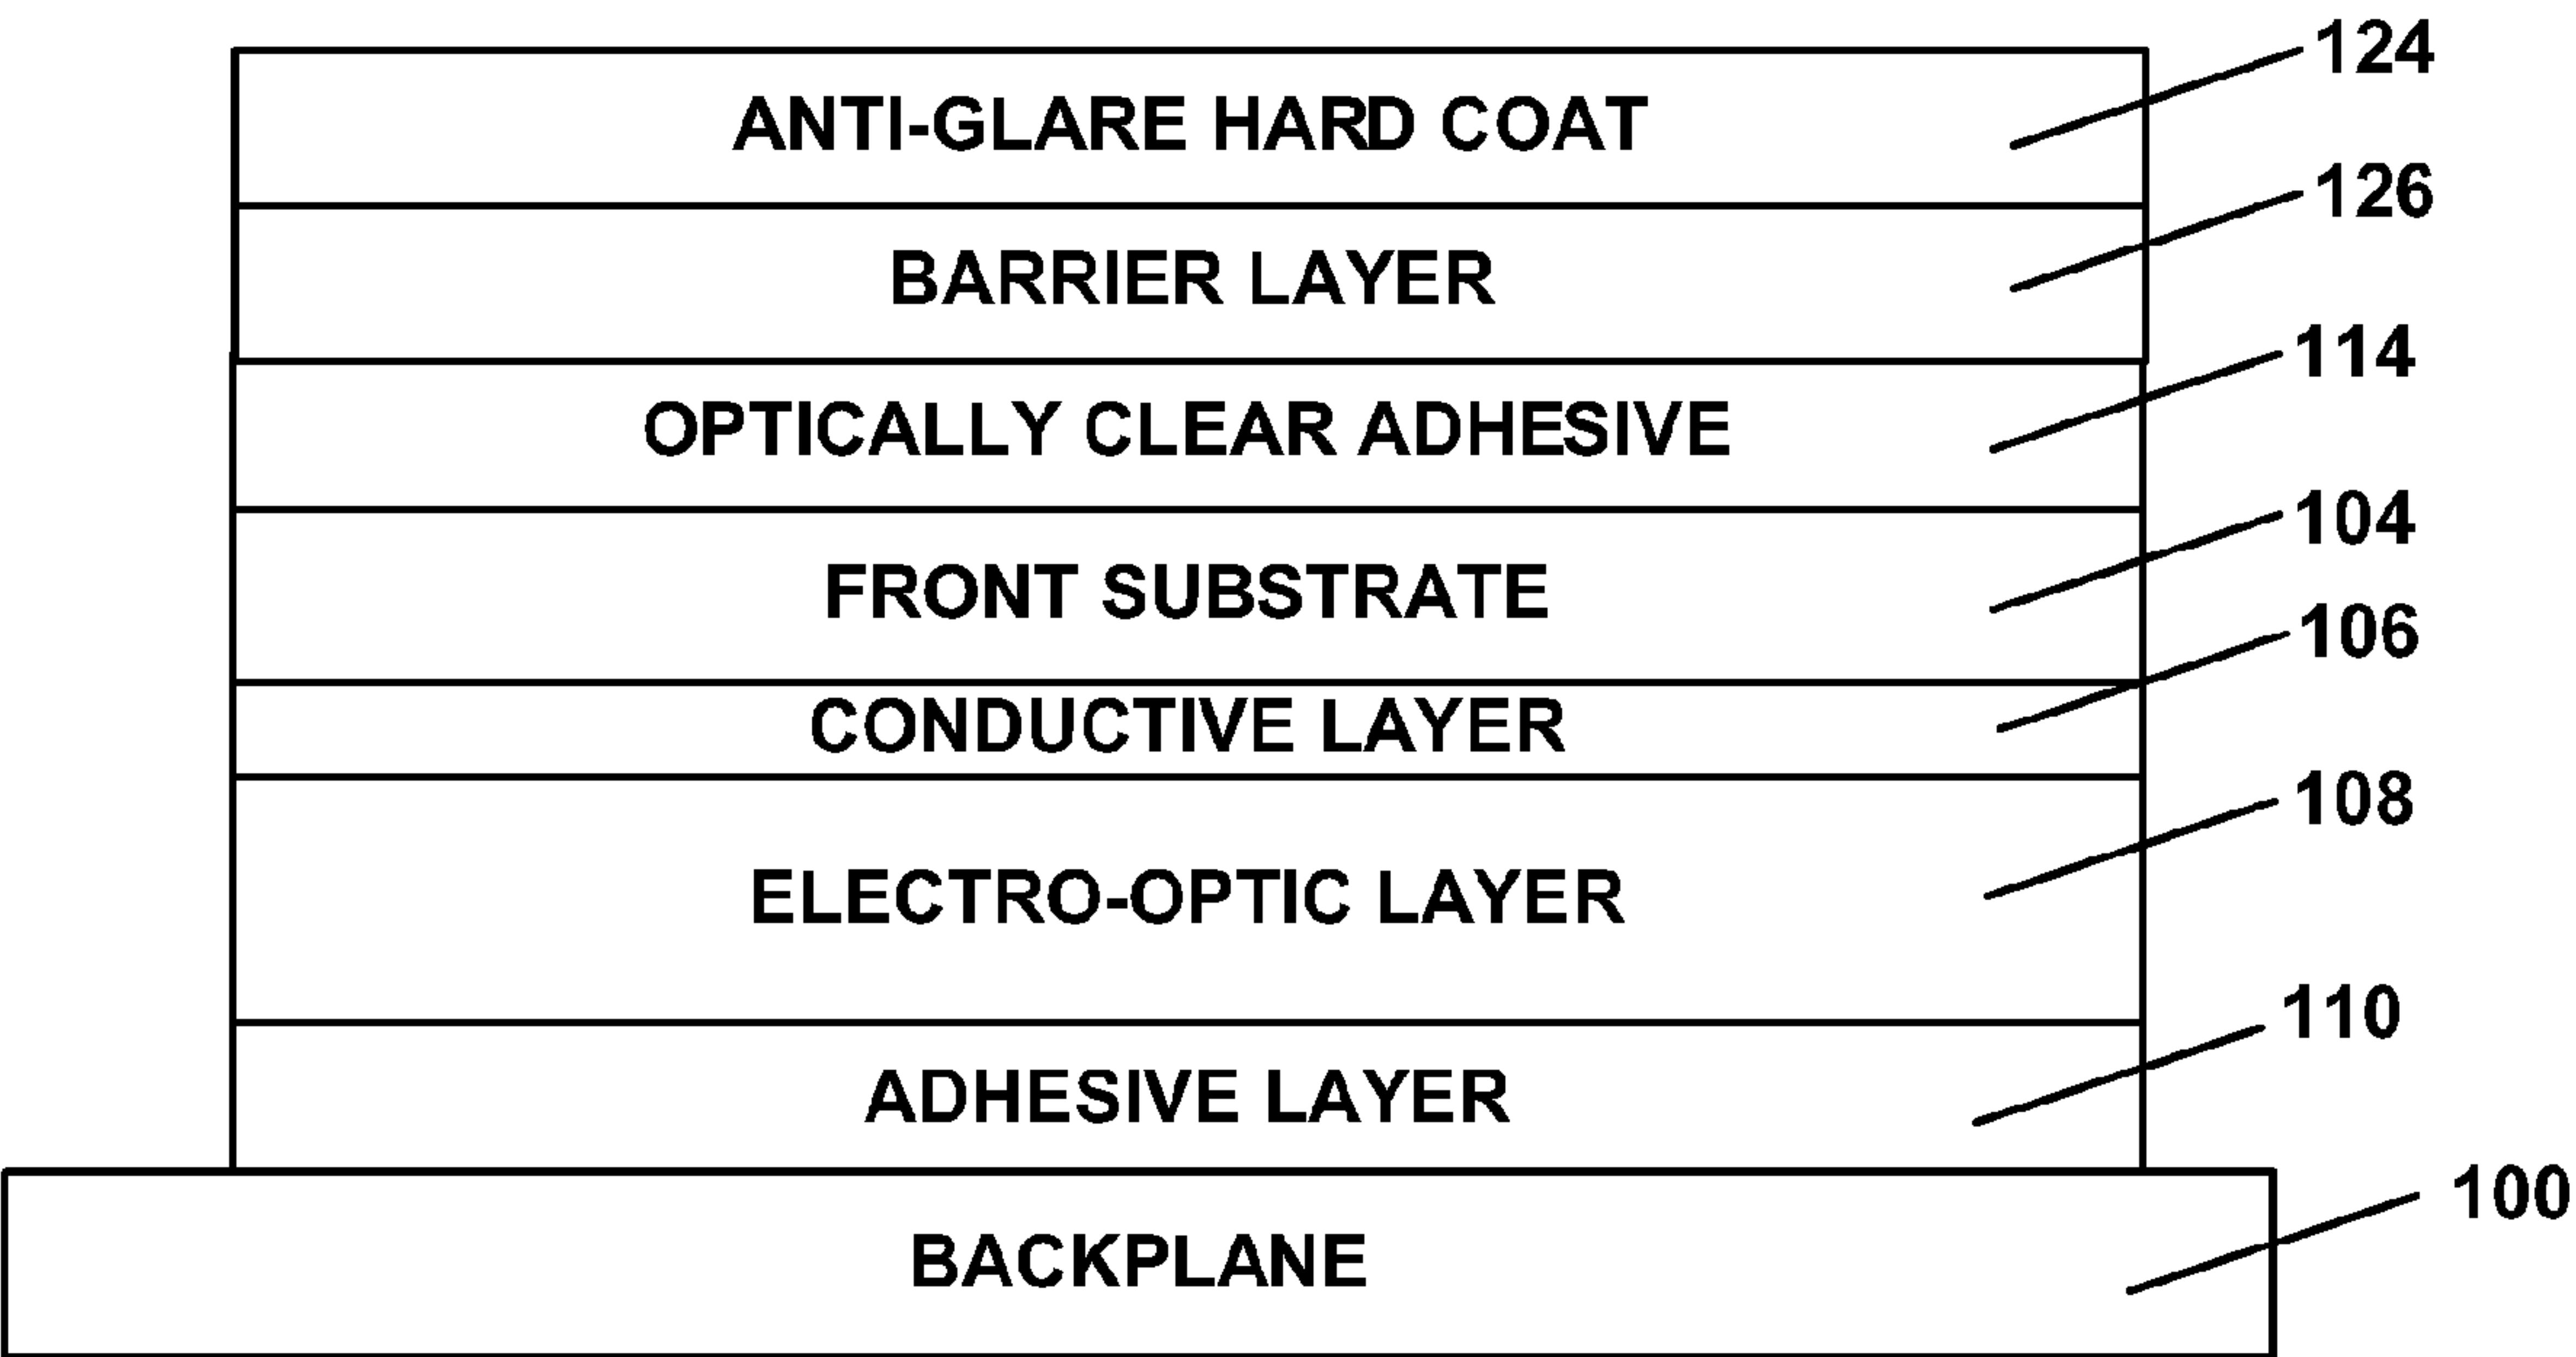 124
ANTI-GLARE HARD COAT
126
BARRIER LAYER
114
OPTICALLY CLEAR ADHESIVE
104
FRONT SUBSTRATE
106
CONDUCTIVE LAYER
108
ELECTRO-OPTIC LAYER
110
ADHESIVE LAYER
100
BACKPLANE